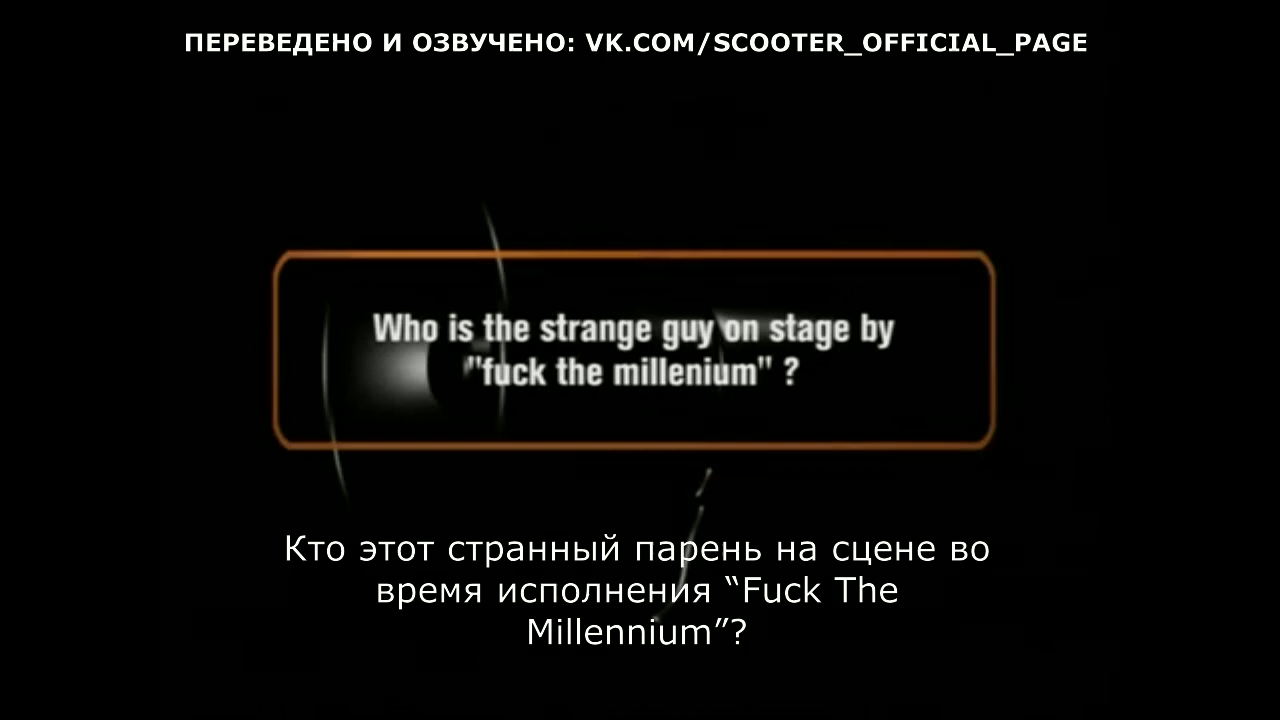 ПЕРЕВЕДЕНО И ОЗВУЧЕНО: VK.COM/SCOOTER_OFFICIAL_PAGE
Who is the strange guy on stage by
"fuck the millenium" ?
Кто этот странный парень на сцене во
время исполнения “Fuck The
Millennium”?